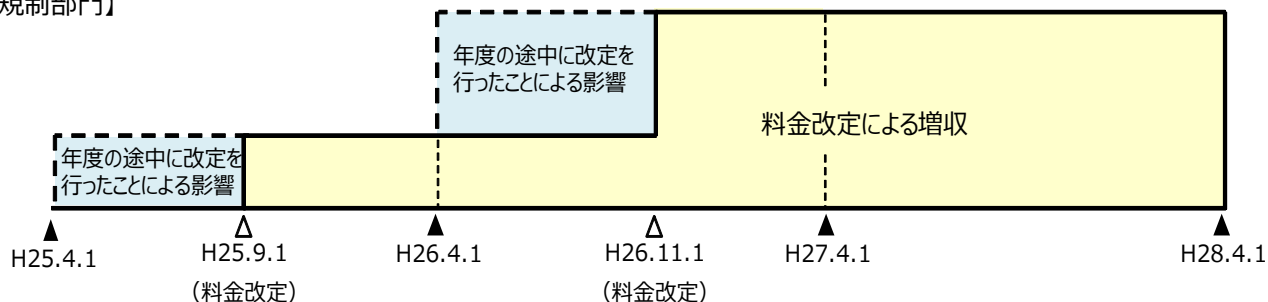 規制部門】
年度の途中に改定を
行ったことによる影響
料金改定による増収
年度の途中に改定を
行ったことによる影響
H25.4.1
H25.9.1
H26.4.1
H26.11.1
H27.4.1
H28.4.1
（料金改定）
（料金改定）